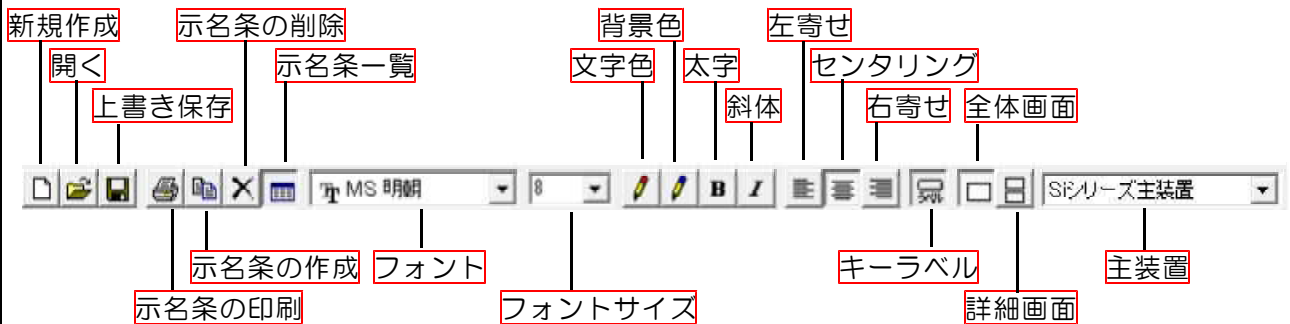 新規作成 示名条の削除 背景色 左寄せ
開く 示名条一覧 文字色 太字 センタリング
上書き保存 斜体 右寄せ 全体画面
MS 明朝 8 B I Siシリーズ主装置
示名条の作成 フォント キーラベル 主装置
示名条の印刷 フォントサイズ 詳細画面